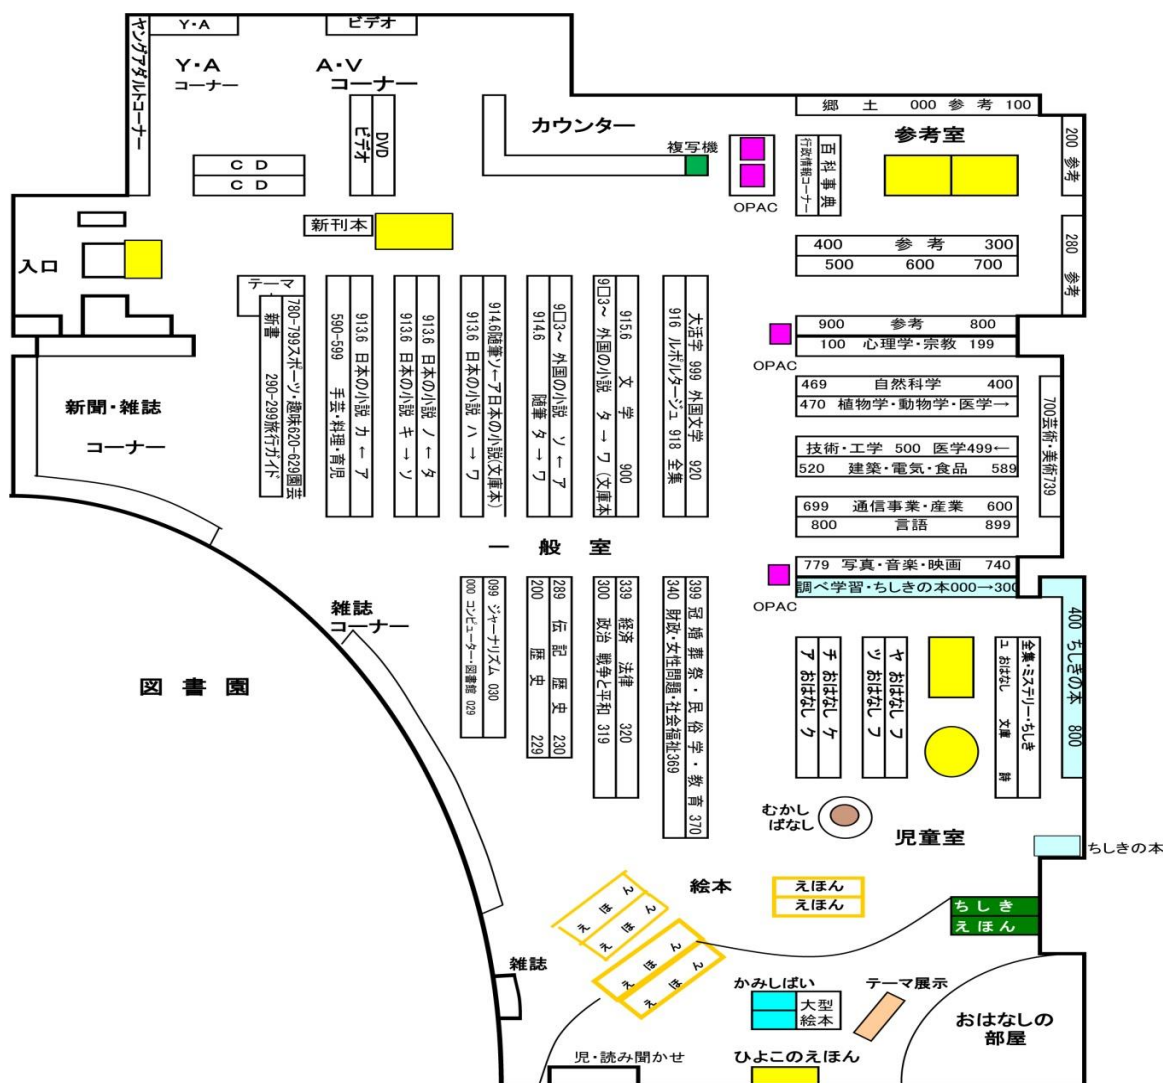 Y・A
ビデオ
ヤングアダルトコーナー
Y・A
コーナー
A・V
コーナー
ビデオ
DVD
カウンター
複写機
OPAC
郷 土 000 参 考 100
参考室
200 参考
百科事典
行政情報コーナー
C D
C D
新刊本
400 参考 300
500 600 700
280 参考
入口
テーマ
780-799スポーツ・趣味620-629園芸
新書 290-299旅行ガイド
913.6 日本の小説 カ ← ア
590-599 手芸・料理・育児
913.6 日本の小説 ノ ← タ
913.6 日本の小説 キ → ソ
914.6随筆ソ←ア日本の小説(文庫本)
913.6 日本の小説 ハ → ワ
9□3~ 外国の小説 ソ ← ア
914.6 随筆 タ → ワ
915.6 文 学 900
9□3~ 外国の小説 タ → ワ (文庫本
大活字 999 外国文学 920
916 ルポルタージュ 918 全集
OPAC
900 参考 800
100 心理学・宗教 199
469 自然科学 400
470 植物学・動物学・医学→
700芸術・美術739
技術・工学 500 医学499←
520 建築・電気・食品 589
699 通信事業・産業 600
800 言語 899
新聞・雑誌
コーナー
一 般 室
779 写真・音楽・映画 740
調べ学習・ちしきの本000→300
OPAC
雑誌
コーナー
099 ジャーナリズム 030
000 コンピューター・図書館 029
289 伝 記 歴 史 230
200 歴 史 229
339 経済 法律 320
300 政治 戦争と平和 319
399 冠 婚 葬 祭・民 俗 学・教 育 370
340 財政・女性問題・社会福祉369
400 ちしきの本 800
チ おはなし ケ
ア おはなし ケ
ヤ おはなし フ
ツ おはなし フ
全集・ミステリー・ちしき
ユ おはなし 文庫 詩
図 書 園
むかし
ばなし
児童室
ちしきの本
絵本
えほん
えほん
えほん
えほん
えほん
えほん
ちしき
えほん
雑誌
かみしばい
大型
絵本
テーマ展示
おはなしの
部屋
児・読み聞かせ
ひよこのえほん